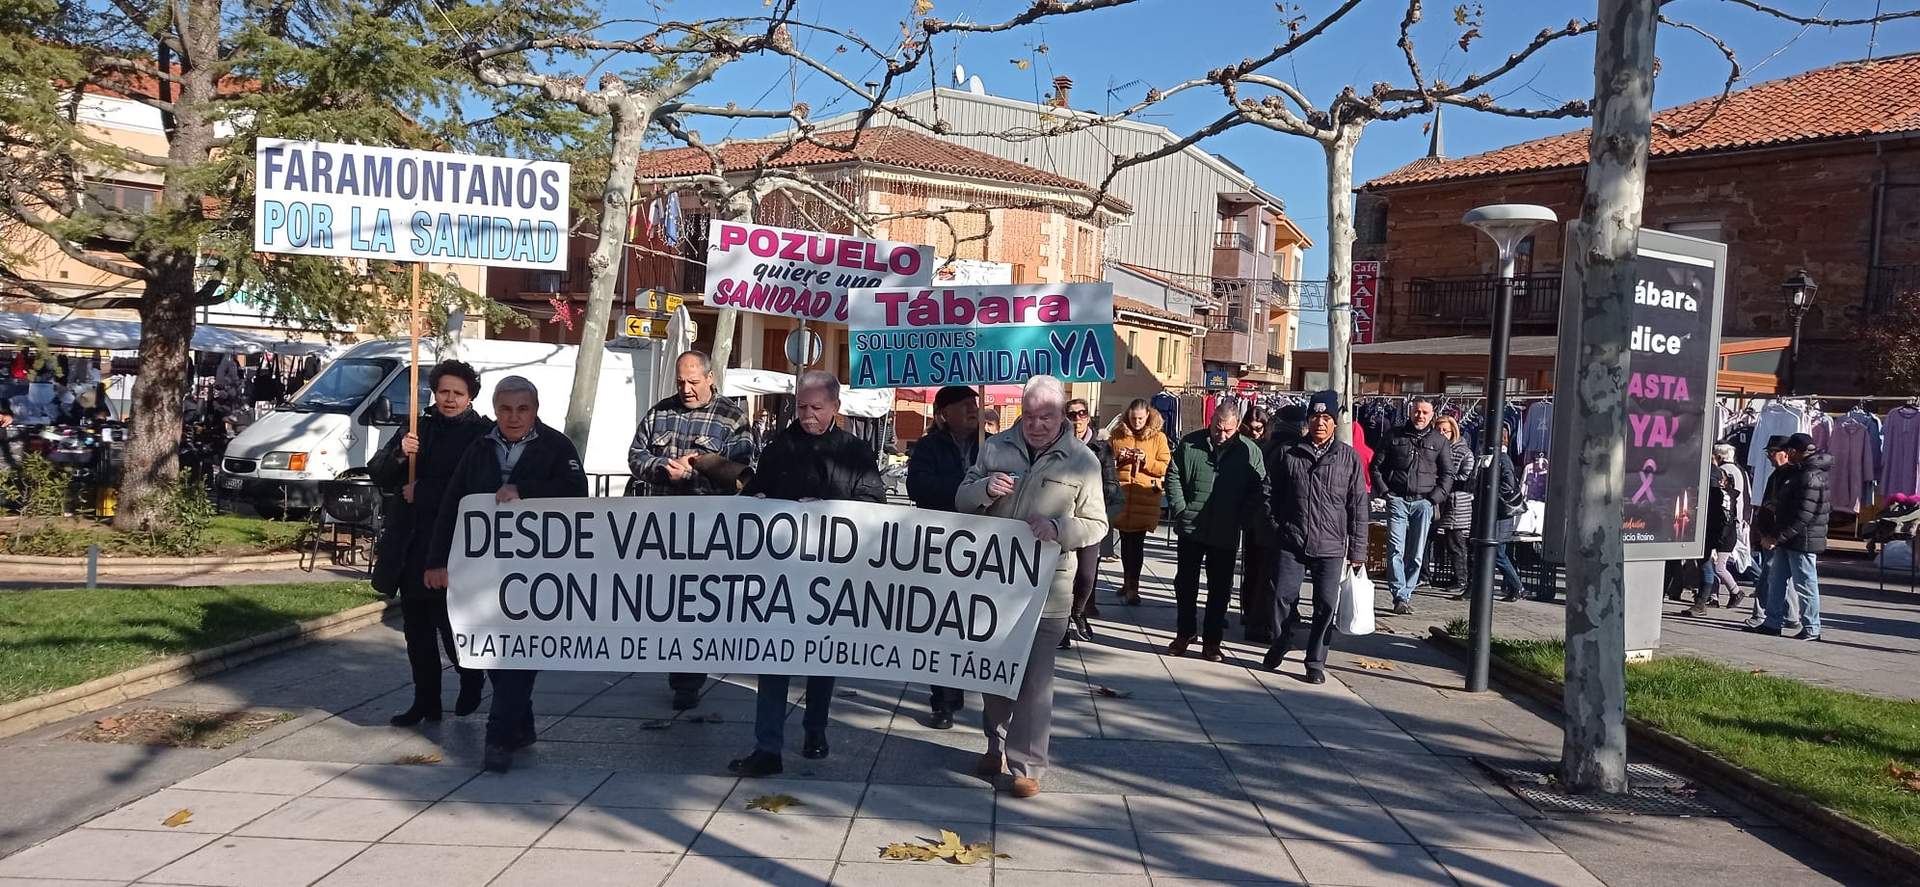 FARAMONTANOS
POR LA SANIDAD
POZUELO
quiere una
SANIDAD
Tábara
SOLUCIONES
A LA SANIDAD YA
DESDE VALLADOLID JUEGAN
CON NUESTRA SANIDAD
PLATAFORMA DE LA SANIDAD PÚBLICA DE TÁBAR
Café
ábara
dice
ASTA
YA!